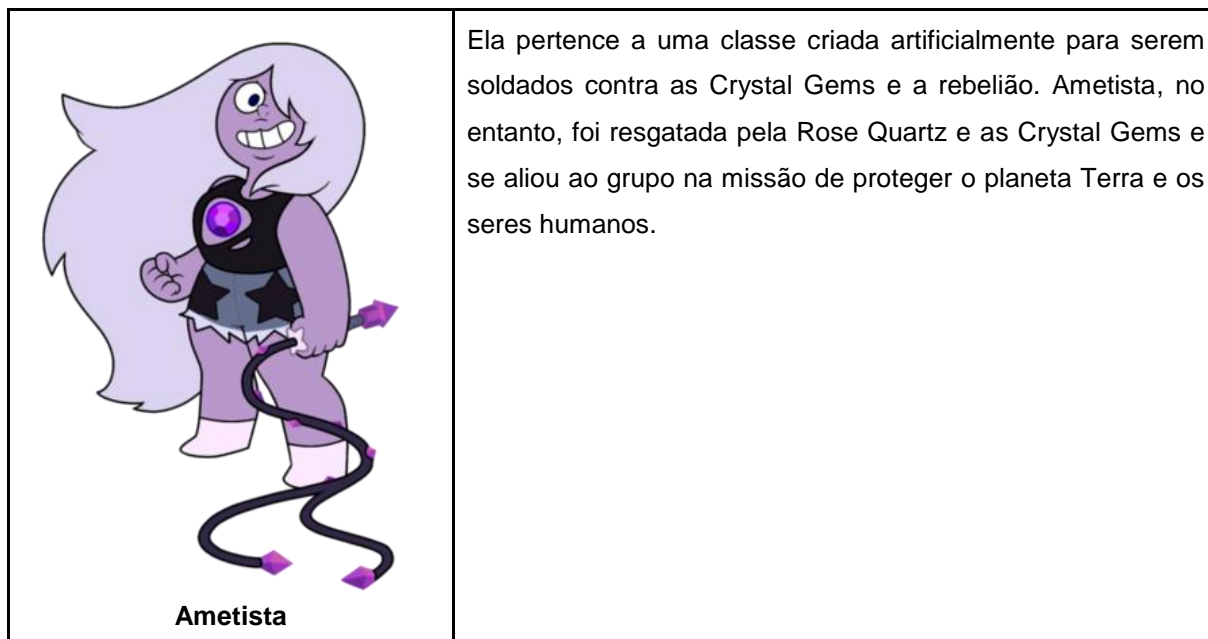 Ela pertence a uma classe criada artificialmente para serem
soldados contra as Crystal Gems e a rebelião. Ametista, no
entanto, foi resgatada pela Rose Quartz e as Crystal Gems e
se aliou ao grupo na missão de proteger o planeta Terra e os
seres humanos.
Ametista